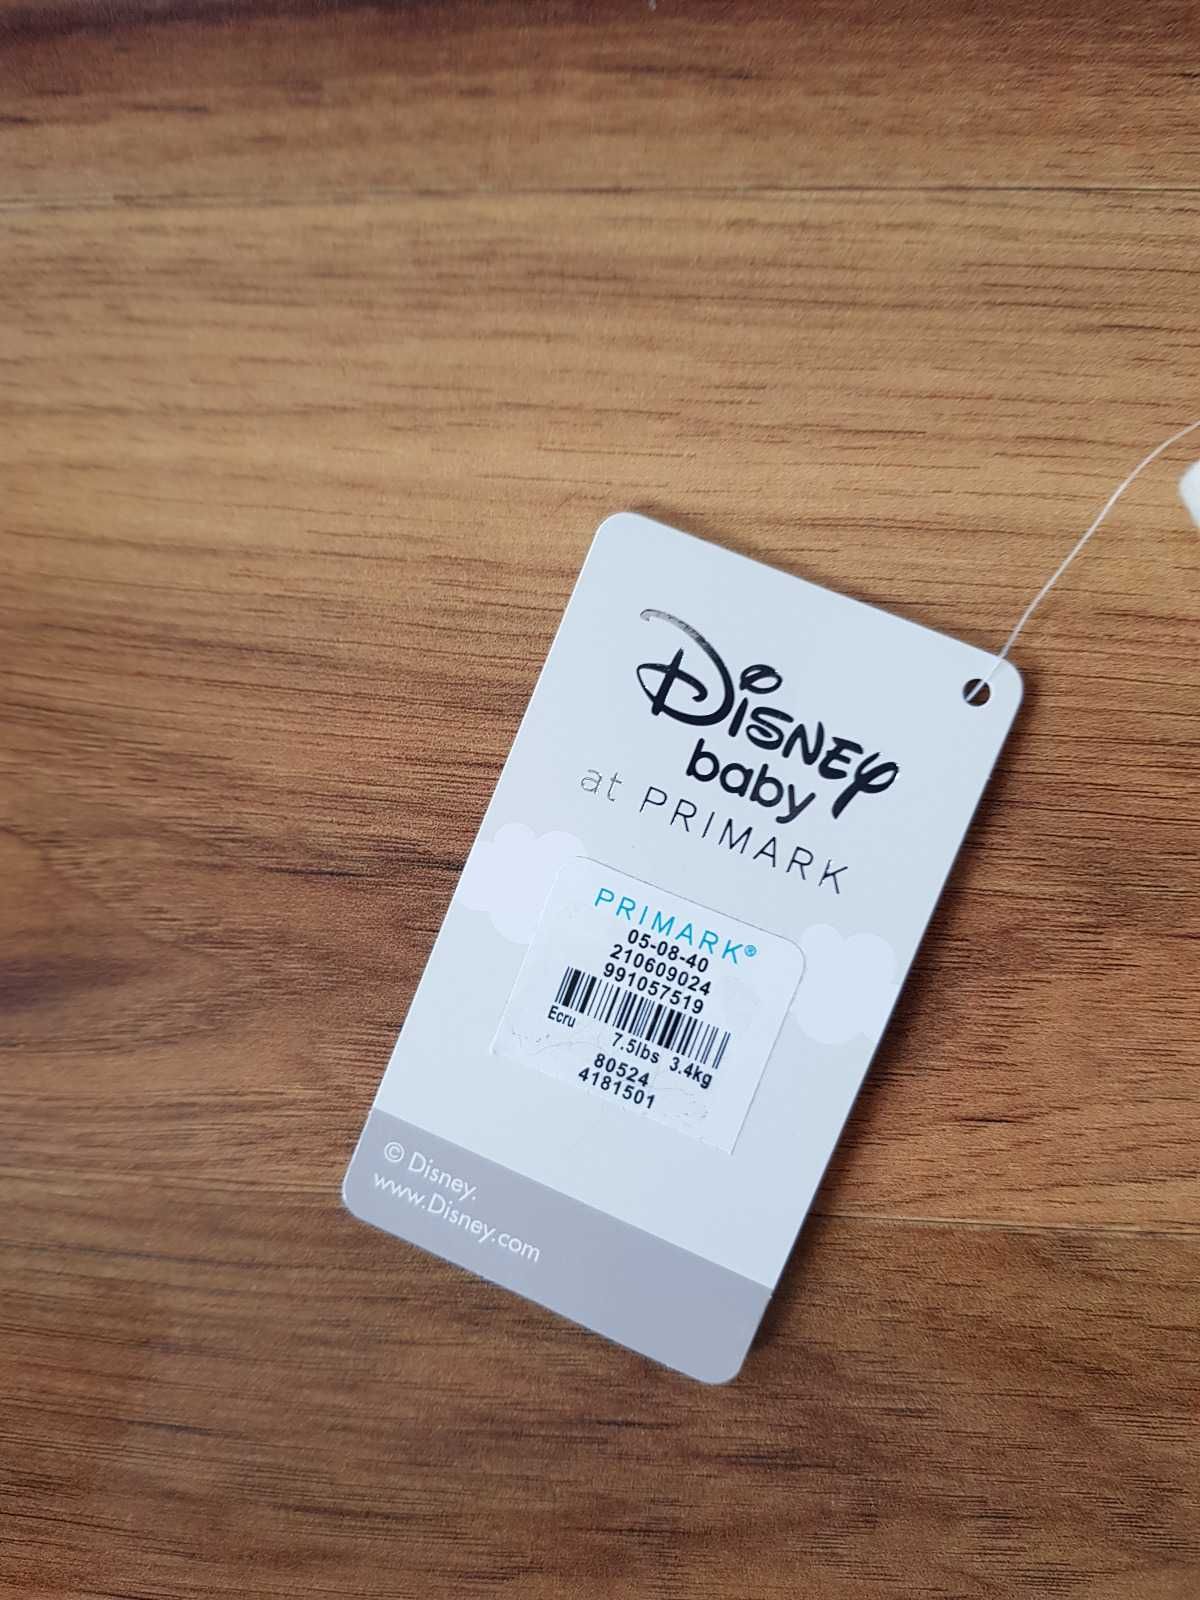 Disney
baby
at PRIMARK
PRIMARK®
05-08-40
210609024
991057519
Ecru 7.5lbs 3.4kg
80524
4181501
© Disney.
www.Disney.com